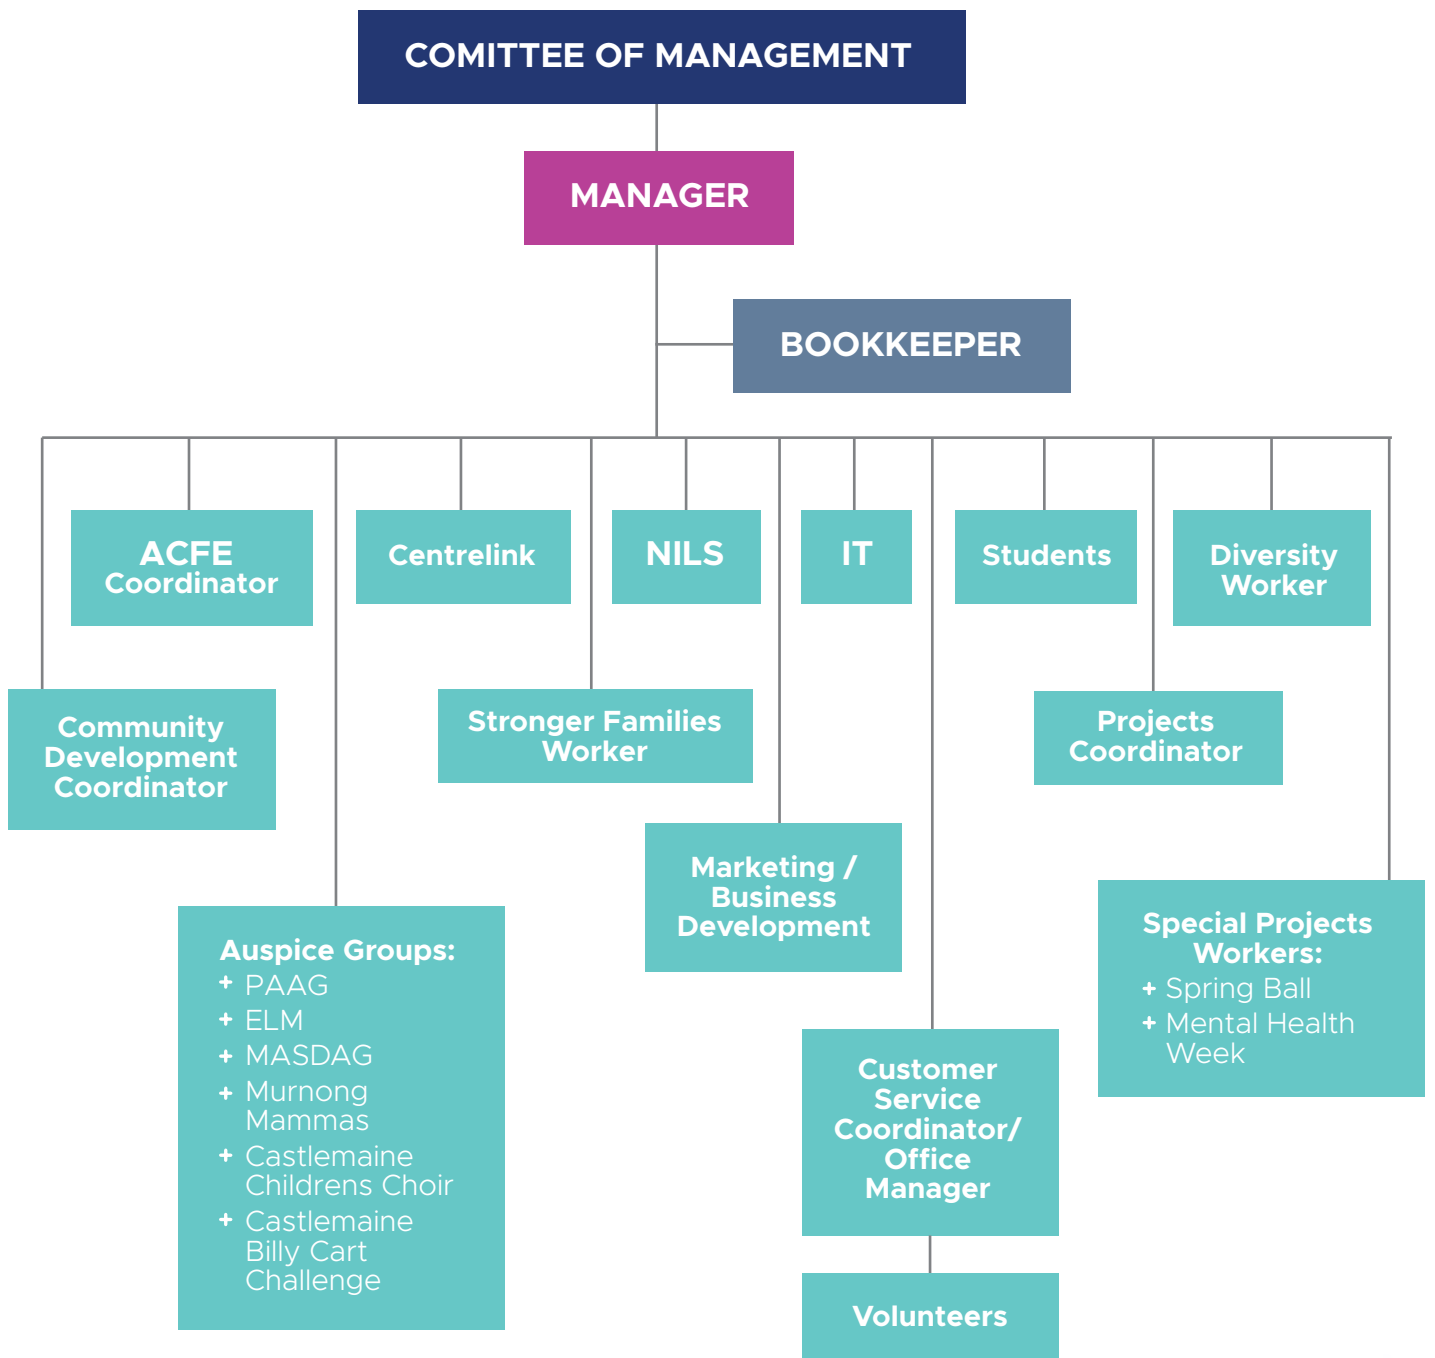 COMITTEE OF MANAGEMENT
MANAGER
BOOKKEEPER
ACFE
Coordinator
Centrelink
NILS
IT
Students
Diversity
Worker
Community
Development
Coordinator
Stronger Families
Worker
Projects
Coordinator
Marketing /
Business
Development
Auspice Groups:
+ PAAG
+ ELM
+ MASDAG
+ Murnong
Mammas
+ Castlemaine
Childrens Choir
+ Castlemaine
Billy Cart
Challenge
Special Projects
Workers:
+ Spring Ball
+ Mental Health
Week
Customer
Service
Coordinator/
Office
Manager
Volunteers